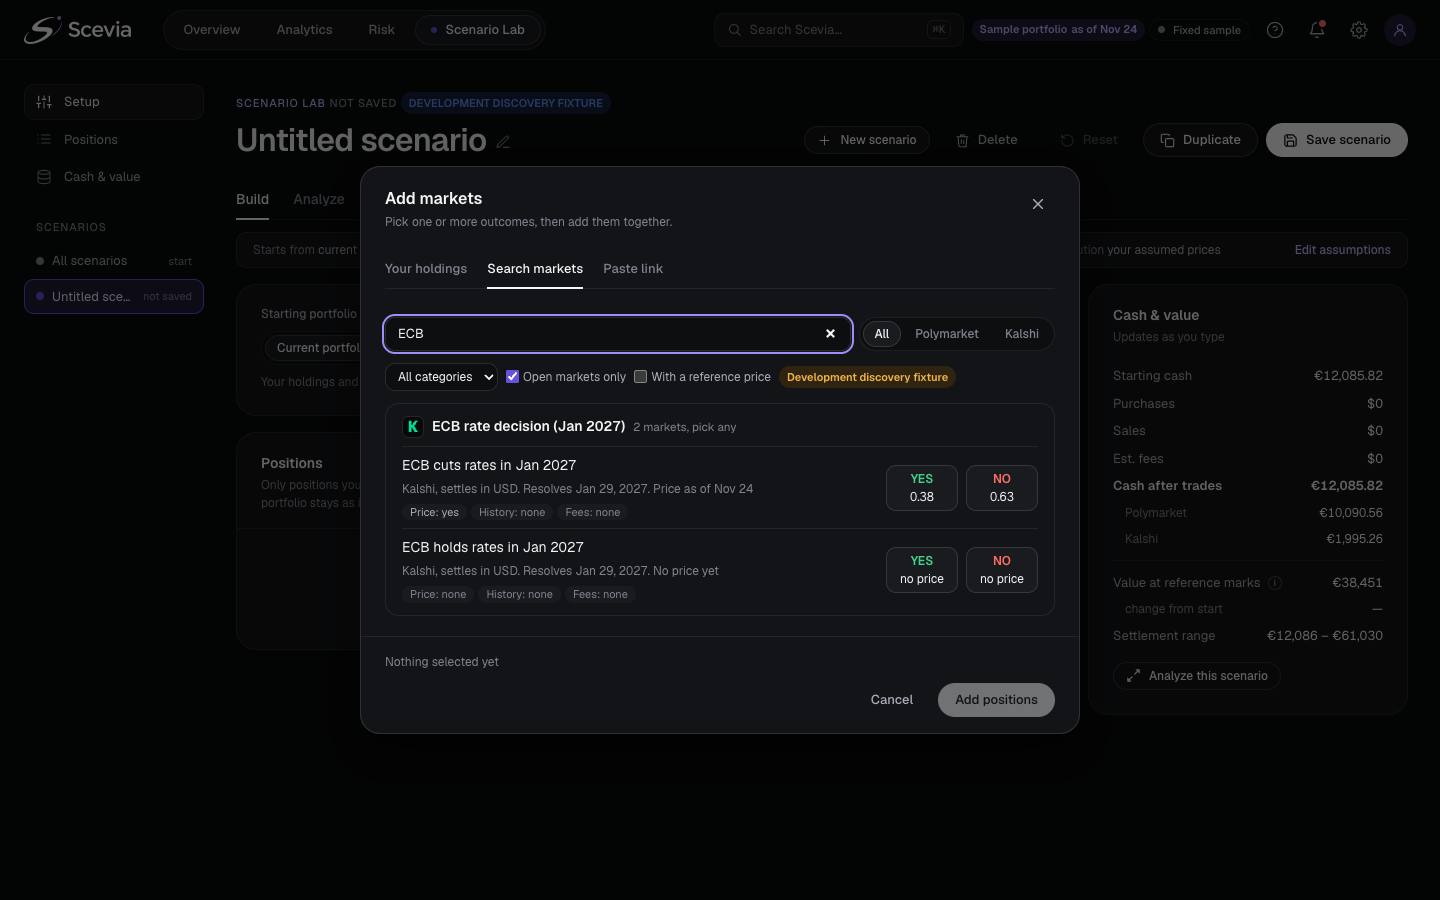 Scevia
Overview
Analytics
Risk
Scenario Lab
Search Scevia...
⌘K
Sample portfolio as of Nov 24
Fixed sample
Setup
Positions
Cash & value
SCENARIOS
All scenarios
start
Untitled sce...
not saved
SCENARIO LAB NOT SAVED DEVELOPMENT DISCOVERY FIXTURE
Untitled scenario
New scenario
Delete
Reset
Duplicate
Save scenario
Build
Analyze
Starts from current
your assumed prices
Edit assumptions
Starting portfolio
Your holdings and
Positions
Only positions you
portfolio stays as
Add markets
Pick one or more outcomes, then add them together.
Your holdings
Search markets
Paste link
ECB
All
Polymarket
Kalshi
All categories
Open markets only
With a reference price
Development discovery fixture
K
ECB rate decision (Jan 2027) 2 markets, pick any
ECB cuts rates in Jan 2027
Kalshi, settles in USD. Resolves Jan 29, 2027. Price as of Nov 24
Price: yes
History: none
Fees: none
YES
0.38
NO
0.63
ECB holds rates in Jan 2027
Kalshi, settles in USD. Resolves Jan 29, 2027. No price yet
Price: none
History: none
Fees: none
YES
no price
NO
no price
Nothing selected yet
Cancel
Add positions
Cash & value
Updates as you type
Starting cash €12,085.82
Purchases $0
Sales $0
Est. fees $0
Cash after trades €12,085.82
Polymarket €10,090.56
Kalshi €1,995.26
Value at reference marks i €38,451
change from start —
Settlement range €12,086 – €61,030
Analyze this scenario